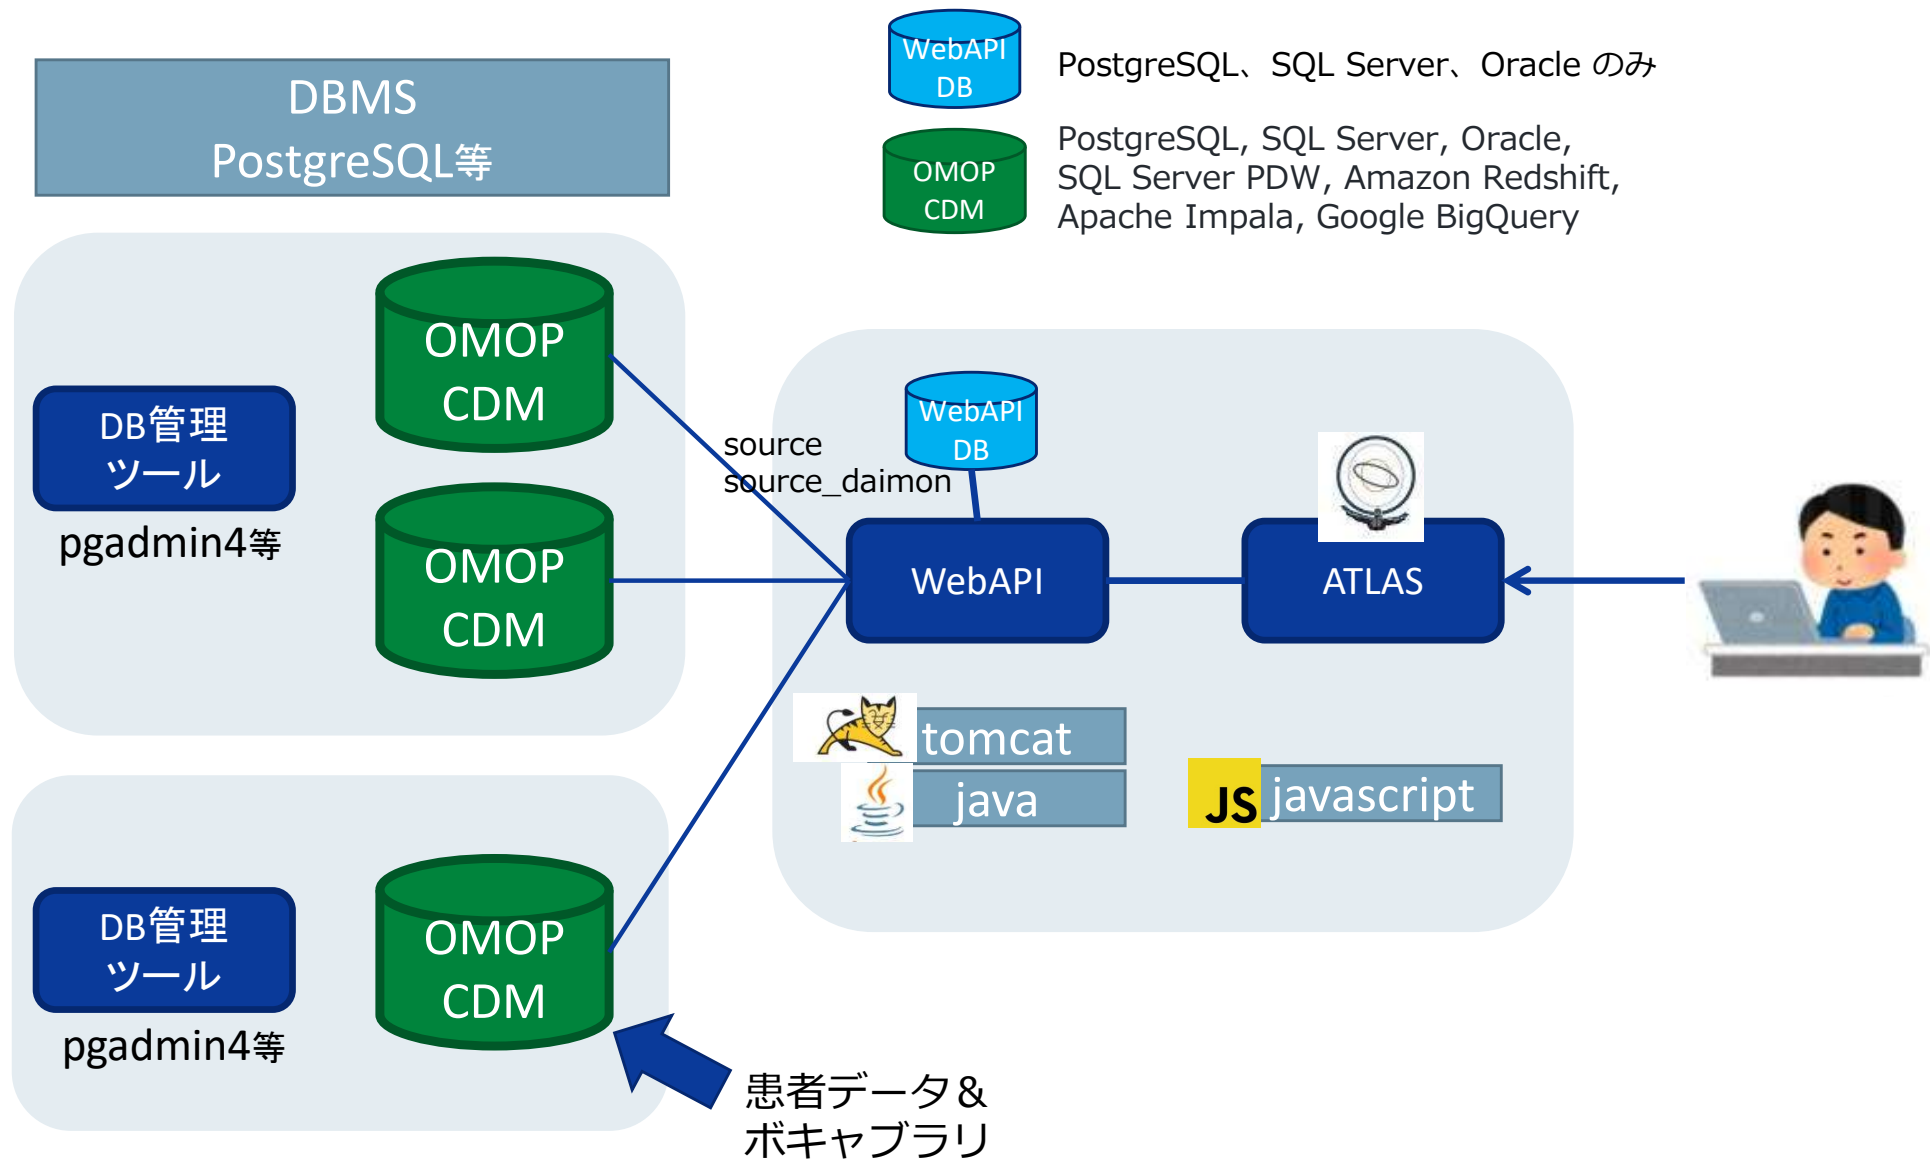 WebAPI
DB
PostgreSQL、SQL Server、Oracle のみ
DBMS
PostgreSQL等
OMOP
CDM
PostgreSQL, SQL Server, Oracle,
SQL Server PDW, Amazon Redshift,
Apache Impala, Google BigQuery
OMOP
CDM
DB管理
ツール
pgadmin4等
OMOP
CDM
source
source_daimon
WebAPI
DB
WebAPI
ATLAS
tomcat
java
JS
javascript
DB管理
ツール
pgadmin4等
OMOP
CDM
患者データ＆
ボキャブラリ